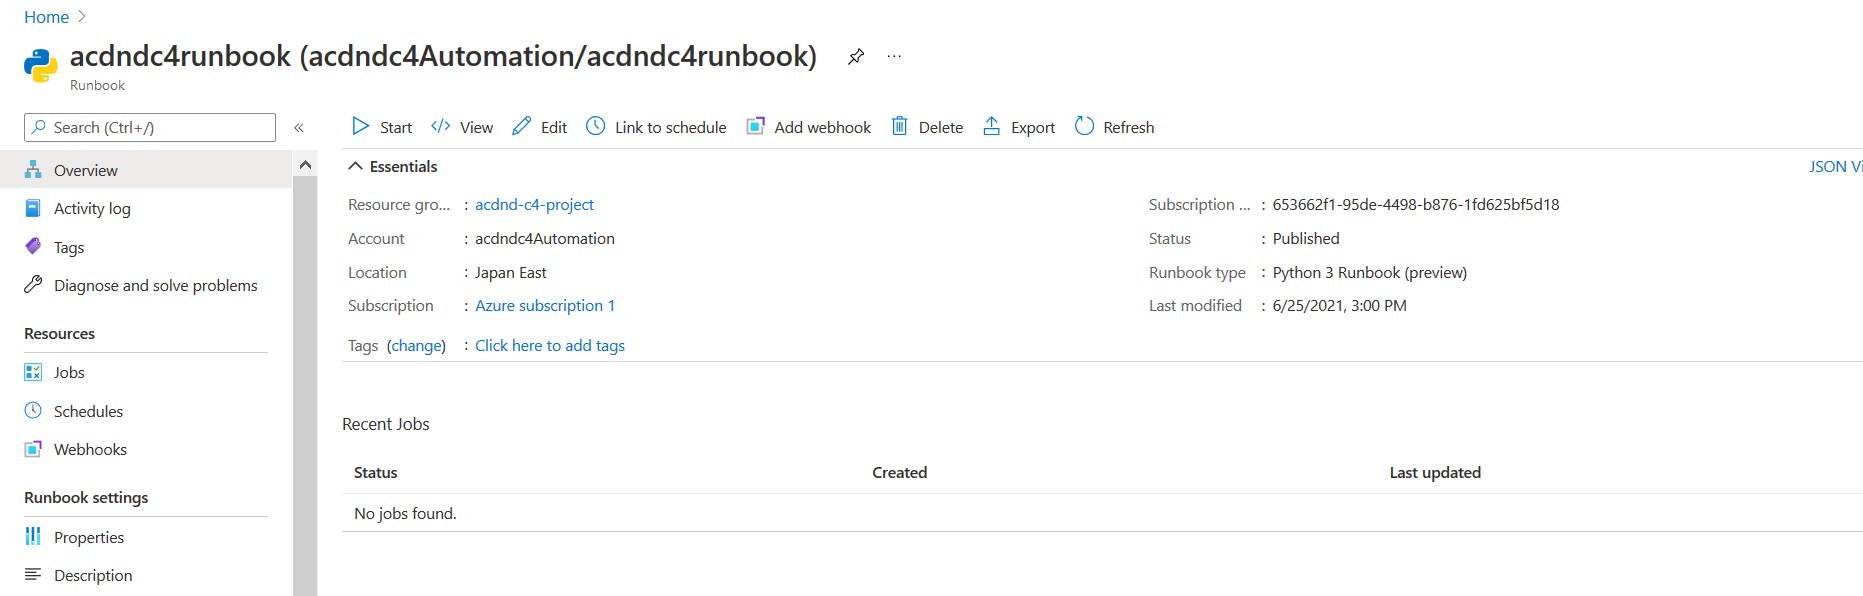 Home
acdndc4runbook (acdndc4Automation/acdndc4runbook) ...
Runbook
Search (Ctrl+/) «
Start View Edit Link to schedule Add webhook Delete Export Refresh
Overview
Activity log
Tags
Diagnose and solve problems
Resources
Jobs
Schedules
Webhooks
Runbook settings
Properties
Description
Essentials JSON Vi
Resource gro... : acdnd-c4-project
Account : acdndc4Automation
Location : Japan East
Subscription : Azure subscription 1
Tags (change) : Click here to add tags
Subscription ... : 653662f1-95de-4498-b876-1fd625bf5d18
Status : Published
Runbook type : Python 3 Runbook (preview)
Last modified : 6/25/2021, 3:00 PM
Recent Jobs
Status Created Last updated
No jobs found.